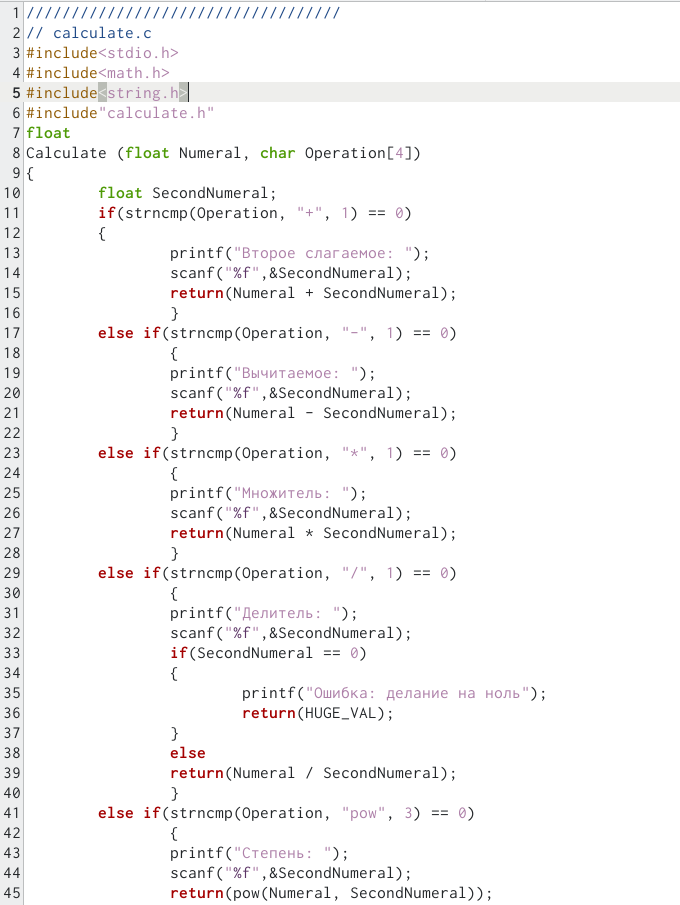 1 ///////////////////////////////////
2 // calculate.c
3 #include<stdio.h>
4 #include<math.h>
5 #include<string.h>
6 #include"calculate.h"
7 float
8 Calculate (float Numeral, char Operation[4])
9 {
10 float SecondNumeral;
11 if(strncmp(Operation, "+", 1) == 0)
12 {
13 printf("Второе слагаемое: ");
14 scanf("%f",&SecondNumeral);
15 return(Numeral + SecondNumeral);
16 }
17 else if(strncmp(Operation, "-", 1) == 0)
18 {
19 printf("Вычитаемое: ");
20 scanf("%f",&SecondNumeral);
21 return(Numeral - SecondNumeral);
22 }
23 else if(strncmp(Operation, "*", 1) == 0)
24 {
25 printf("Множитель: ");
26 scanf("%f",&SecondNumeral);
27 return(Numeral * SecondNumeral);
28 }
29 else if(strncmp(Operation, "/", 1) == 0)
30 {
31 printf("Делитель: ");
32 scanf("%f",&SecondNumeral);
33 if(SecondNumeral == 0)
34 {
35 printf("Ошибка: делание на ноль");
36 return(HUGE_VAL);
37 }
38 else
39 return(Numeral / SecondNumeral);
40 }
41 else if(strncmp(Operation, "pow", 3) == 0)
42 {
43 printf("Степень: ");
44 scanf("%f",&SecondNumeral);
45 return(pow(Numeral, SecondNumeral));